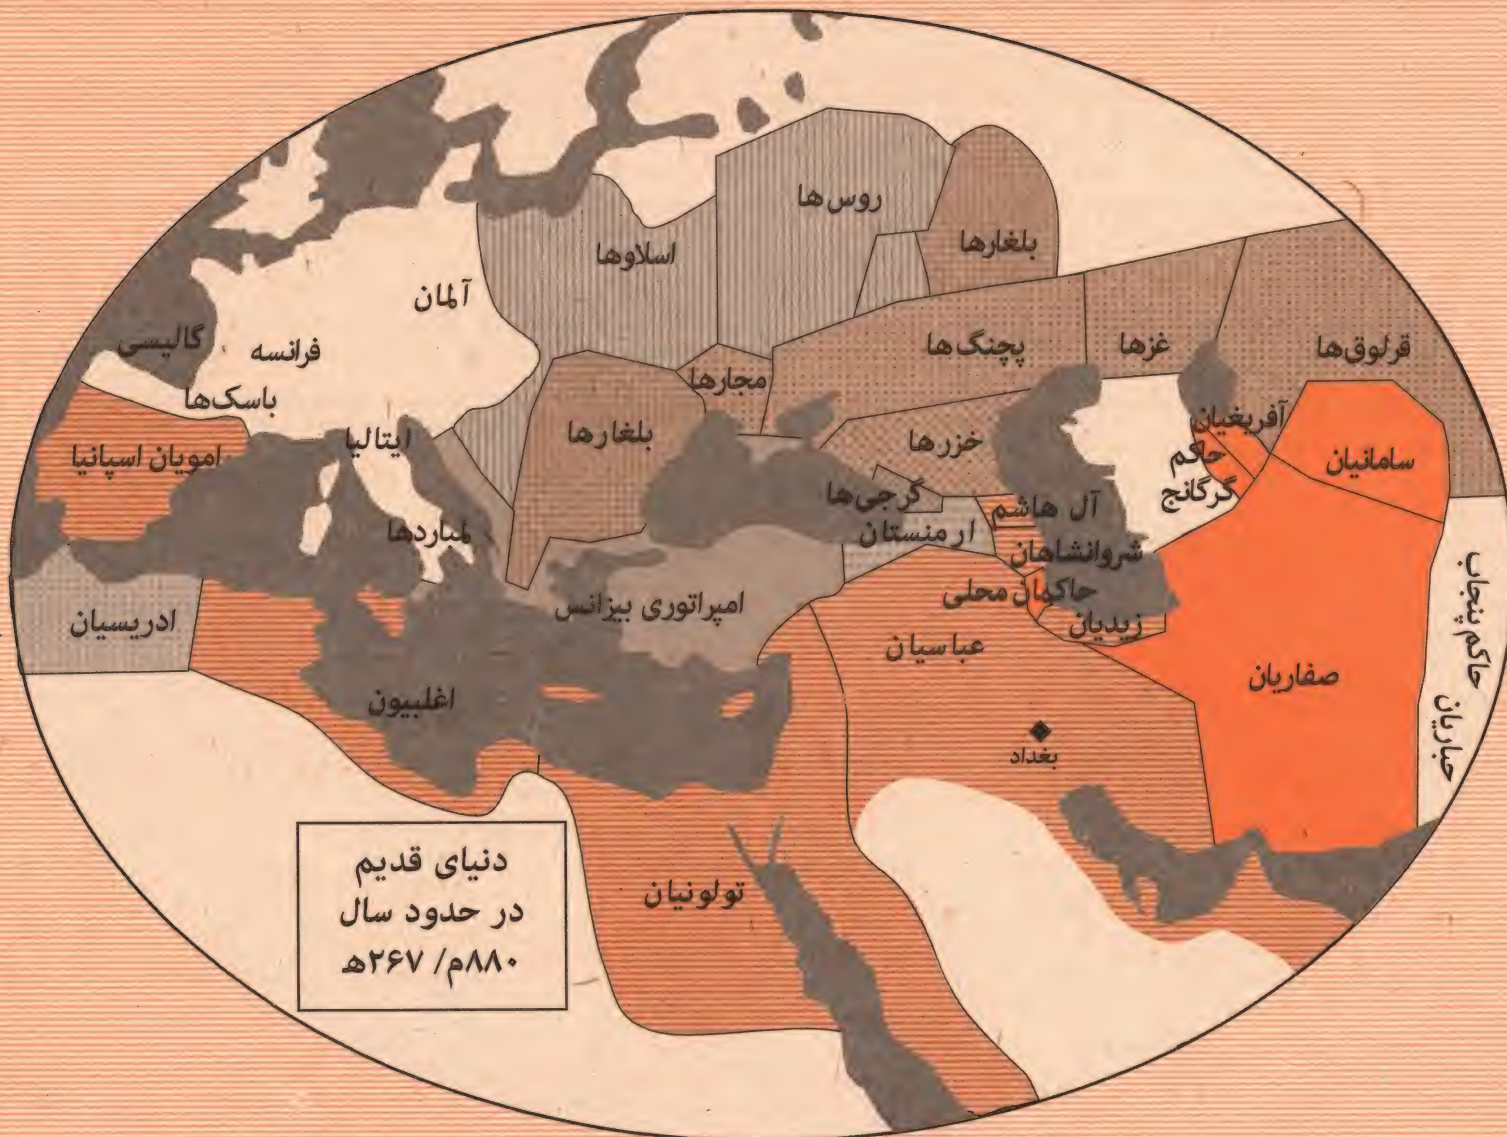 روس‌ها
بلغارها
اسلاوها
آلمان
گالیسی
فرانسه
باسک‌ها
ایتالیا
امویان اسپانیا
لمباردها
بلغارها
مجارها
پچنگ‌ها
غزها
قرلوق‌ها
خزرها
آفریغیان
حاکم
گرگانج
سامانیان
گرجی‌ها
ارمنستان
آل هاشم
شروانشاهان
حاکمان محلی
زیدیان
امپراتوری بیزانس
عباسیان
صفاریان
حاکم پنجاب
حباریان
ادریسیان
اغلبیون
بغداد
تولونیان
دنیای قدیم
در حدود سال
۸۸۰م/ ۲۶۷ه